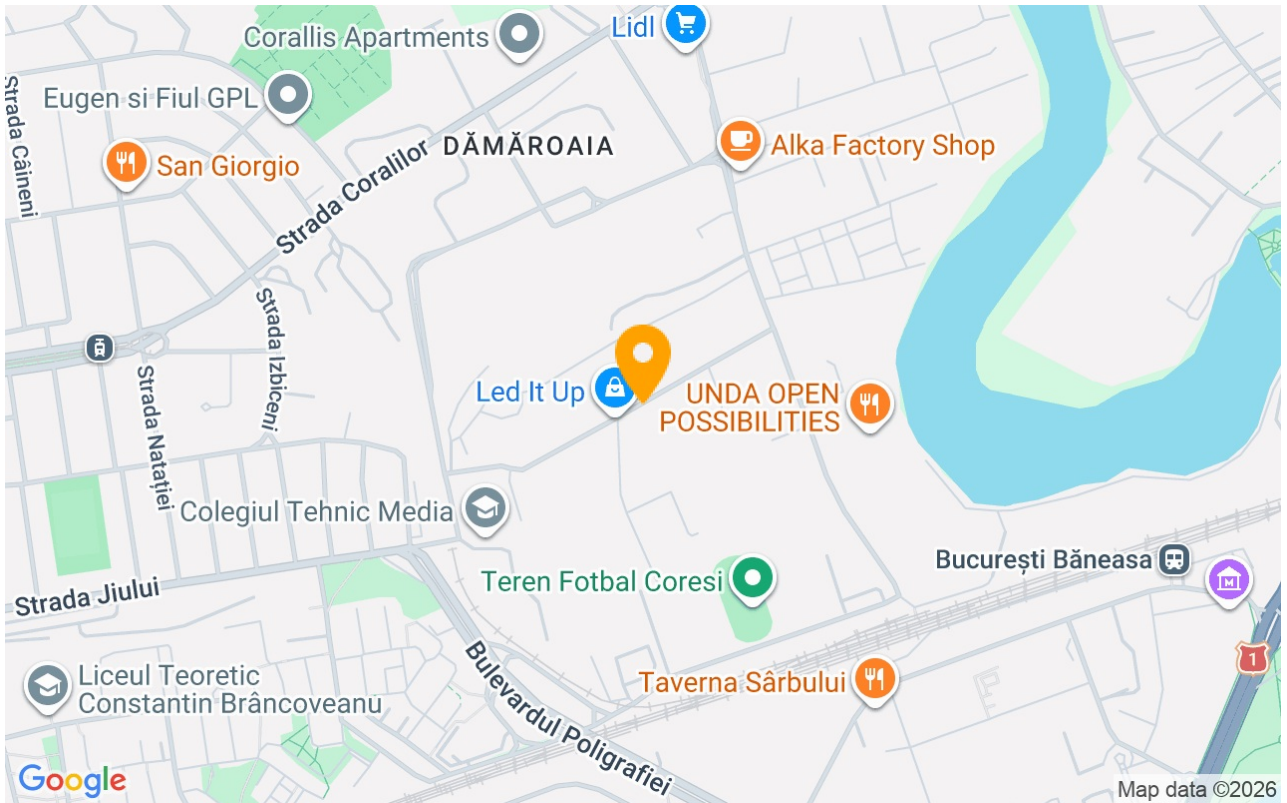 Lidl
Corallis Apartments
Eugen si Fiul GPL
Strada Câineni
DĂMĂROAIA
Alka Factory Shop
San Giorgio
Strada Coralilor
Strada Izbiceni
Strada Natației
Led It Up
UNDA OPEN
POSSIBILITIES
Colegiul Tehnic Media
București Băneasa
M
Teren Fotbal Coresi
Strada Jiului
1
Liceul Teoretic
Constantin Brâncoveanu
Taverna Sârbului
Bulevardul Poligrafiei
Google
Map data ©2026